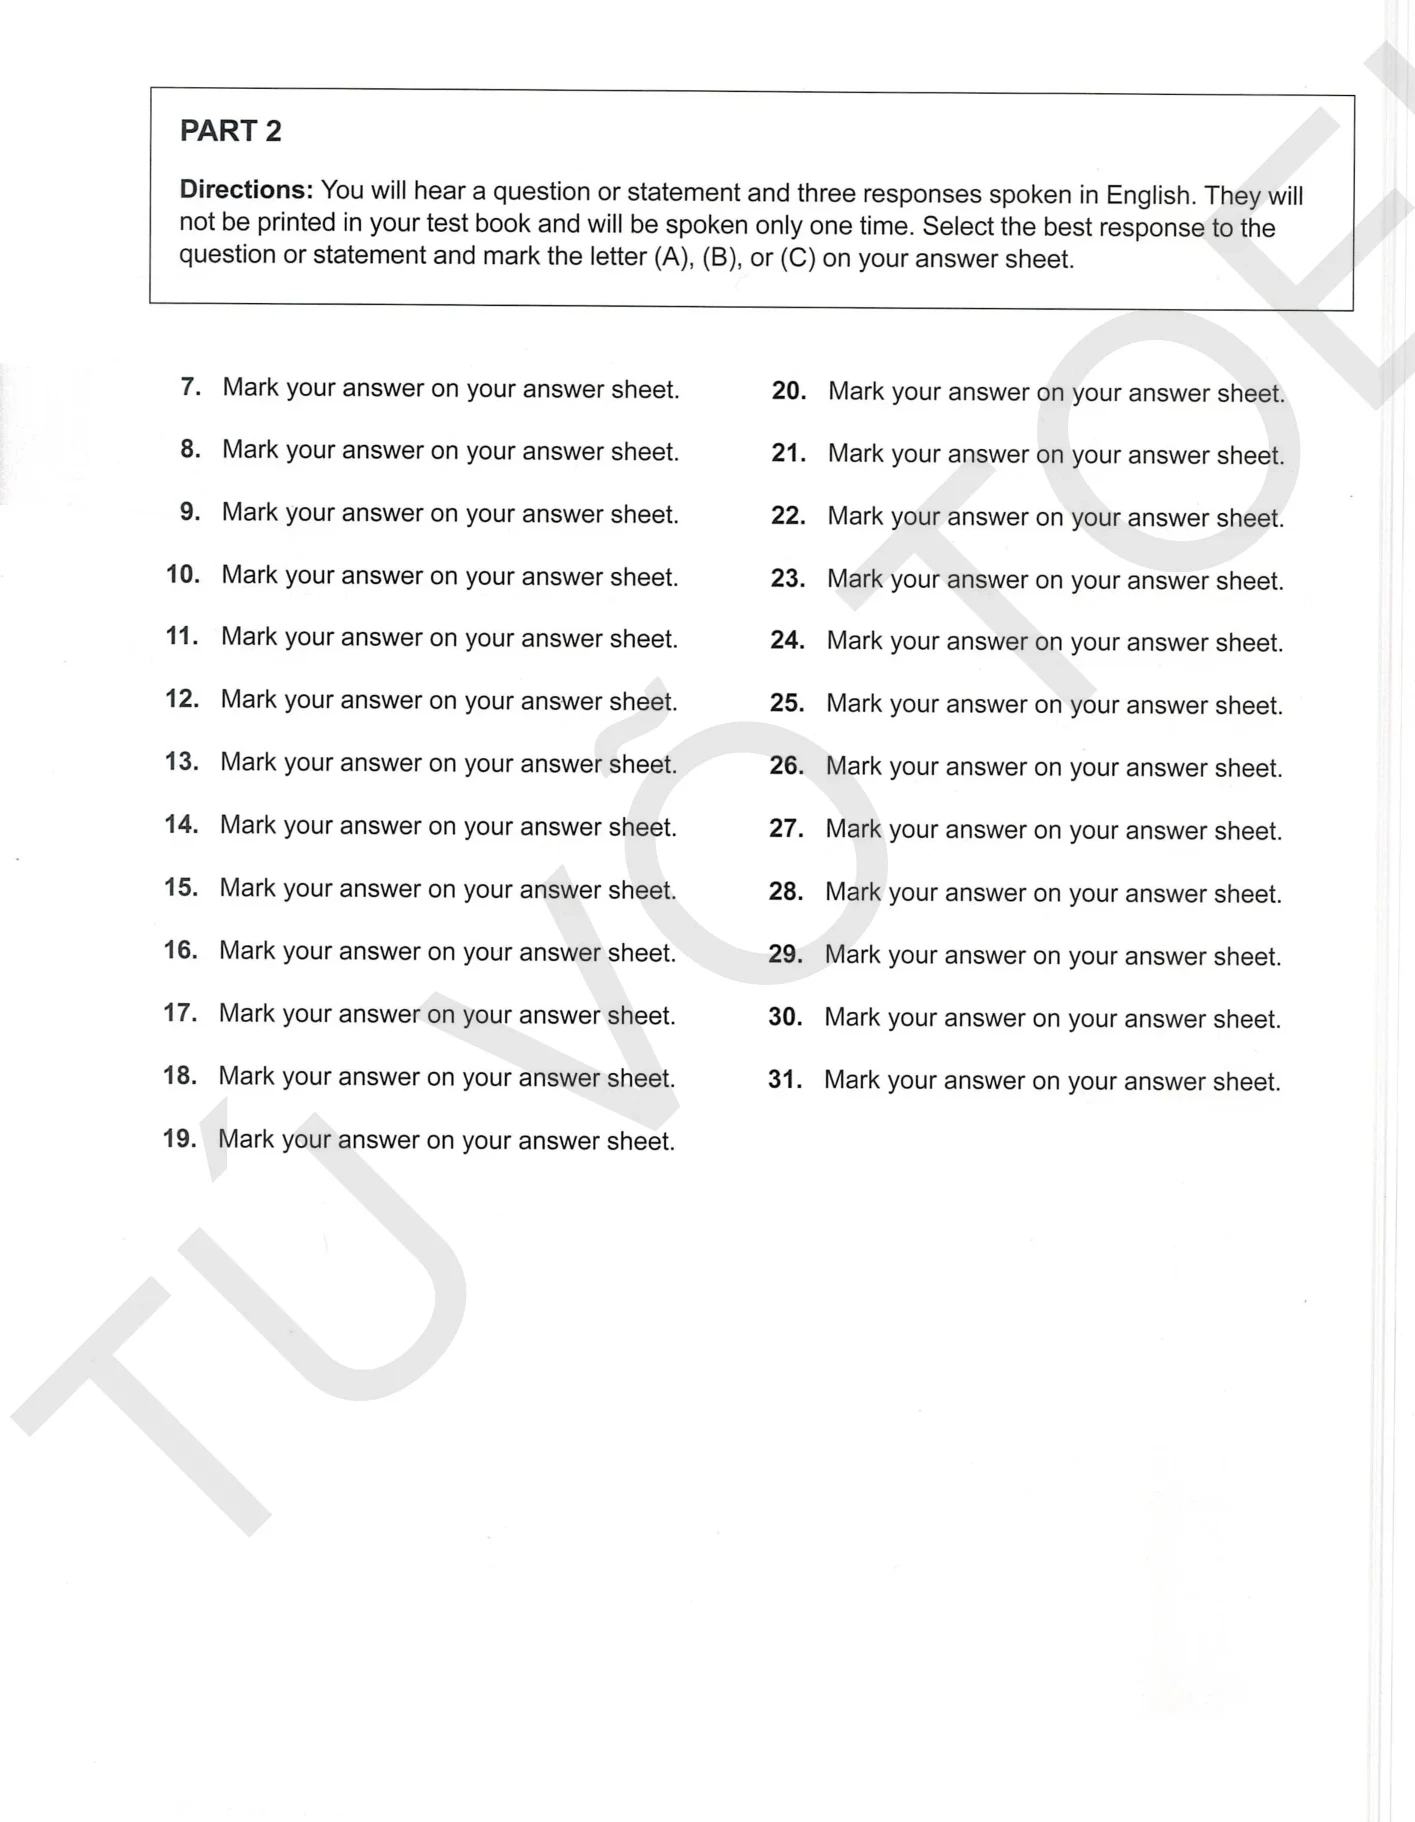 PART 2
Directions: You will hear a question or statement and three responses spoken in English. They will
not be printed in your test book and will be spoken only one time. Select the best response to the
question or statement and mark the letter (A), (B), or (C) on your answer sheet.
7. Mark your answer on your answer sheet.
8. Mark your answer on your answer sheet.
9. Mark your answer on your answer sheet.
10. Mark your answer on your answer sheet.
11. Mark your answer on your answer sheet.
12. Mark your answer on your answer sheet.
13. Mark your answer on your answer sheet.
14. Mark your answer on your answer sheet.
15. Mark your answer on your answer sheet.
16. Mark your answer on your answer sheet.
17. Mark your answer on your answer sheet.
18. Mark your answer on your answer sheet.
19. Mark your answer on your answer sheet.
20. Mark your answer on your answer sheet.
21. Mark your answer on your answer sheet.
22. Mark your answer on your answer sheet.
23. Mark your answer on your answer sheet.
24. Mark your answer on your answer sheet.
25. Mark your answer on your answer sheet.
26. Mark your answer on your answer sheet.
27. Mark your answer on your answer sheet.
28. Mark your answer on your answer sheet.
29. Mark your answer on your answer sheet.
30. Mark your answer on your answer sheet.
31. Mark your answer on your answer sheet.
TÚ VÕ TOE